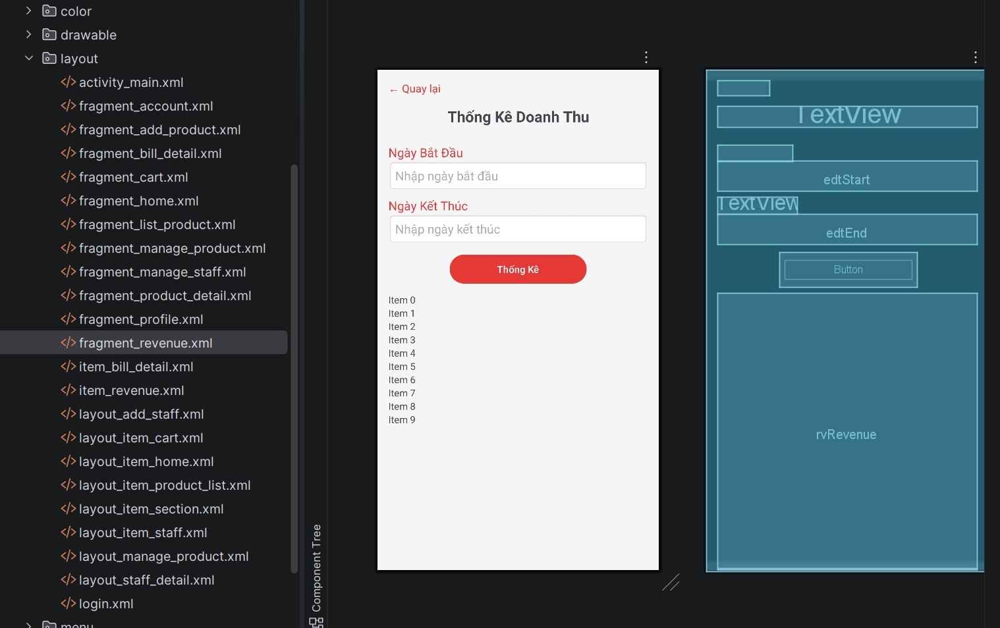 color
drawable
layout
activity_main.xml
fragment_account.xml
fragment_add_product.xml
fragment_bill_detail.xml
fragment_cart.xml
fragment_home.xml
fragment_list_product.xml
fragment_manage_product.xml
fragment_manage_staff.xml
fragment_product_detail.xml
fragment_profile.xml
fragment_revenue.xml
item_bill_detail.xml
item_revenue.xml
layout_add_staff.xml
layout_item_cart.xml
layout_item_home.xml
layout_item_product_list.xml
layout_item_section.xml
layout_item_staff.xml
layout_manage_product.xml
layout_staff_detail.xml
login.xml
menu
Component Tree
← Quay lại
Thống Kê Doanh Thu
Ngày Bắt Đầu
Nhập ngày bắt đầu
Ngày Kết Thúc
Nhập ngày kết thúc
Thống Kê
Item 0
Item 1
Item 2
Item 3
Item 4
Item 5
Item 6
Item 7
Item 8
Item 9
TextView
edtStart
TextView
edtEnd
Button
rvRevenue